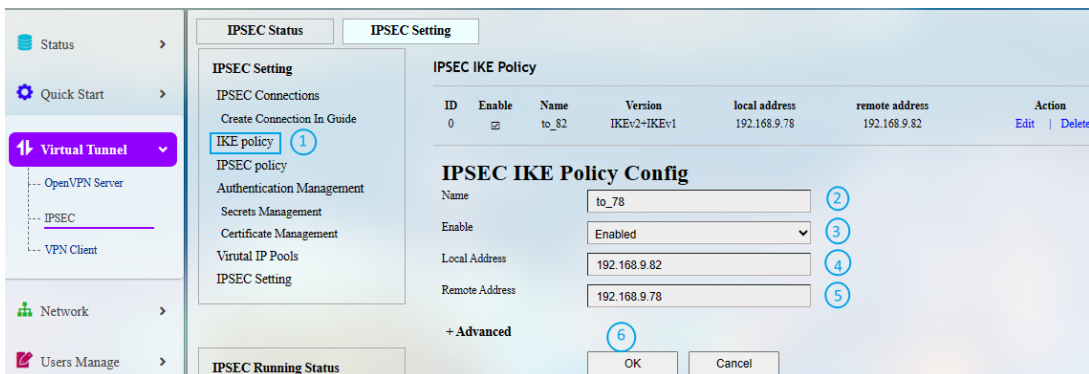 Status
Quick Start
Virtual Tunnel
OpenVPN Server
IPSEC
VPN Client
Network
Users Manage
IPSEC Status
IPSEC Setting
IPSEC Setting
IPSEC Connections
Create Connection In Guide
IKE policy 1
IPSEC policy
Authentication Management
Secrets Management
Certificate Management
Virutal IP Pools
IPSEC Setting
IPSEC Running Status
IPSEC IKE Policy
ID Enable Name Version local address remote address Action
0 to_82 IKEv2+IKEv1 192.168.9.78 192.168.9.82 Edit | Delete
IPSEC IKE Policy Config
Name to_78 2
Enable Enabled 3
Local Address 192.168.9.82 4
Remote Address 192.168.9.78 5
+ Advanced 6
OK Cancel